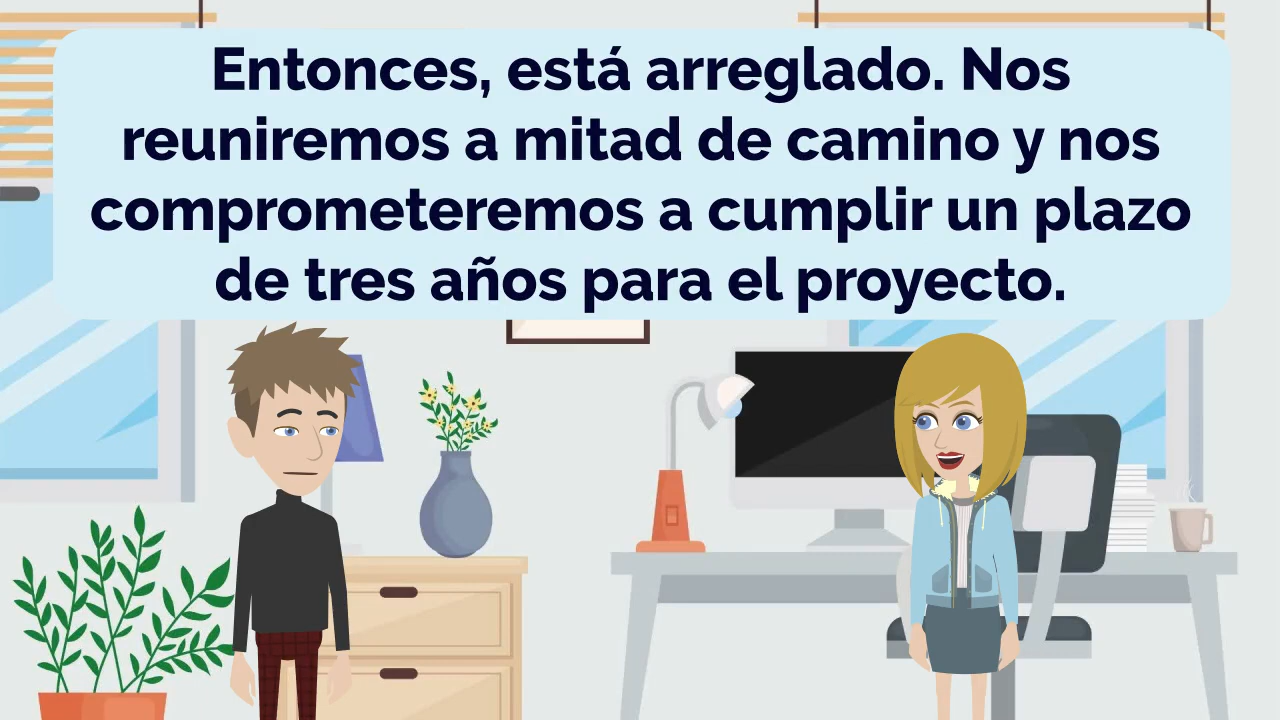 Entonces, está arreglado. Nos
reuniremos a mitad de camino y nos
comprometeremos a cumplir un plazo
de tres años para el proyecto.